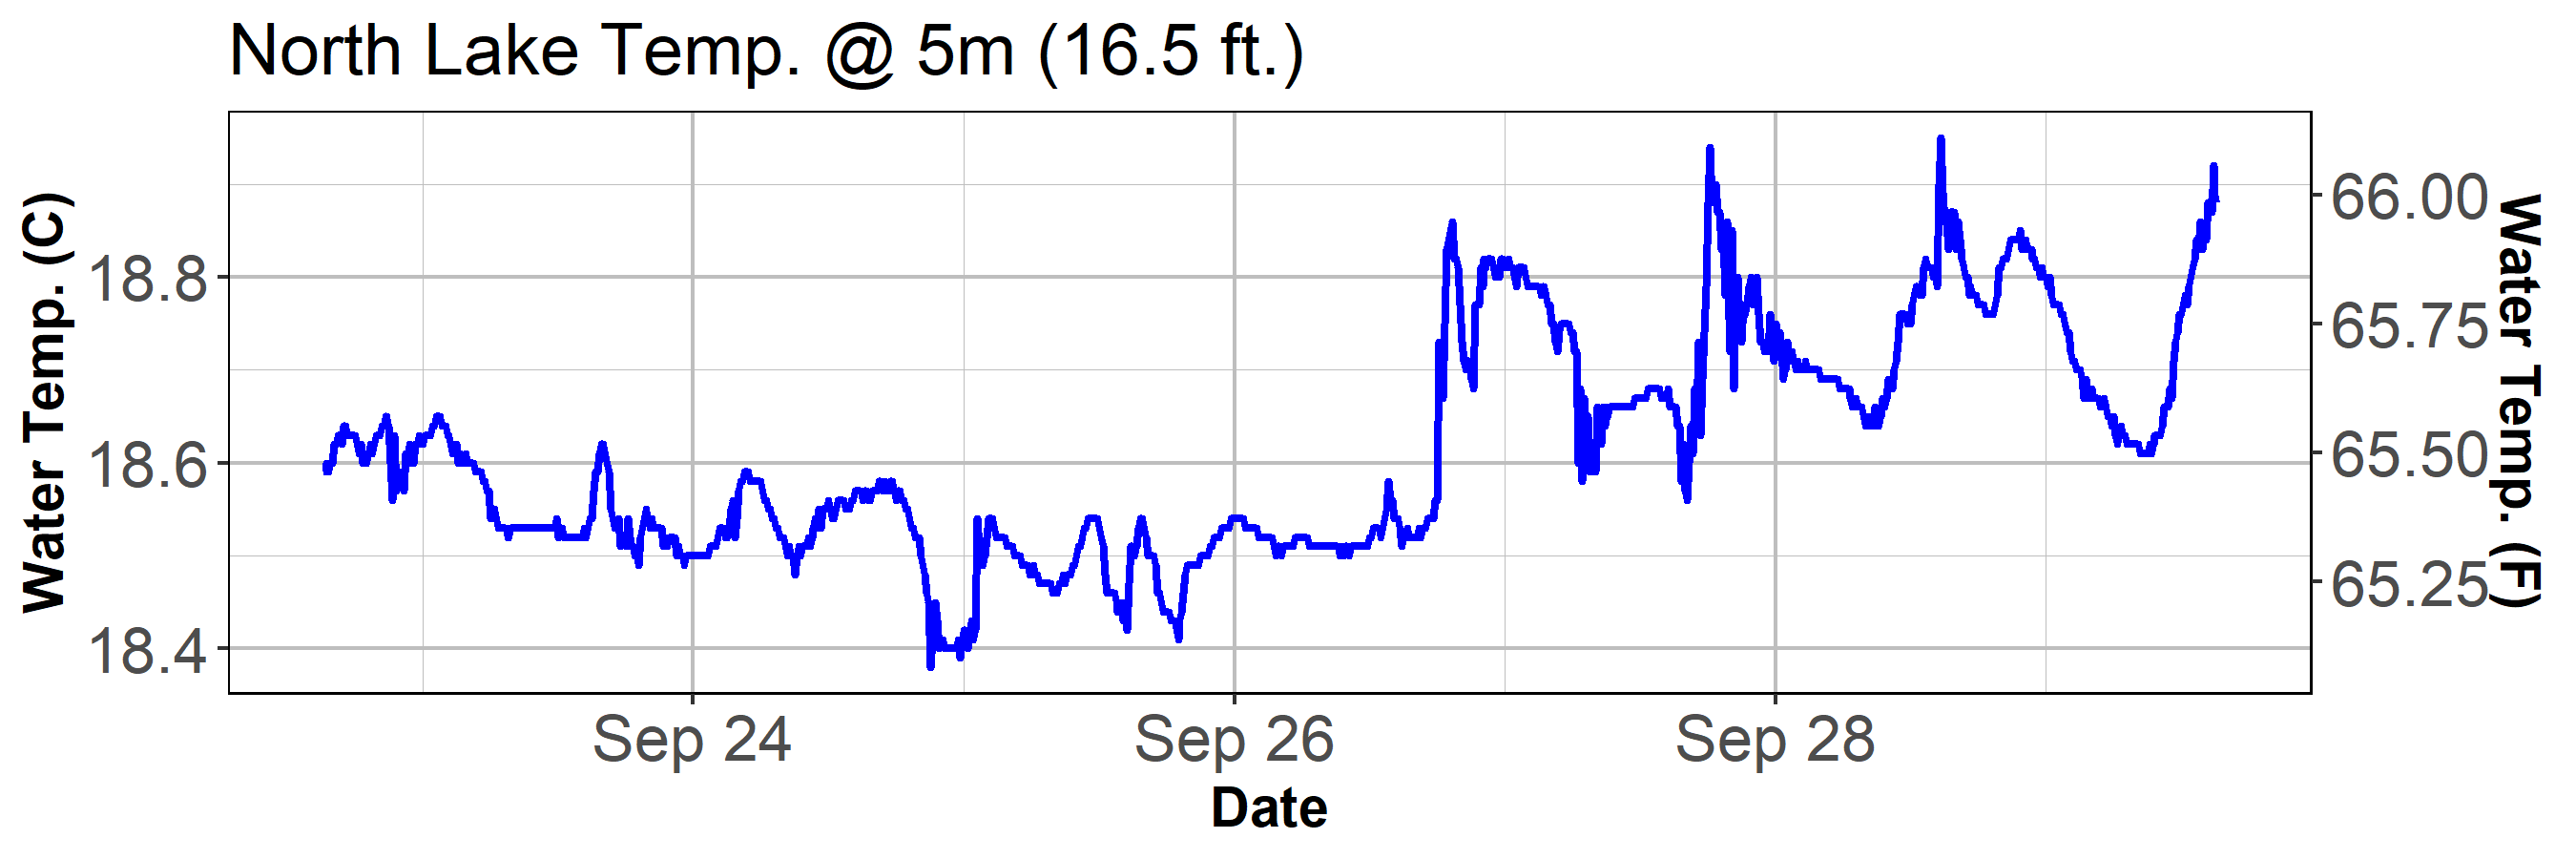 North Lake Temp. @ 5m (16.5 ft.)
Water Temp. (C)
18.8
18.6
18.4
66.00
65.75
65.50
65.25
Water Temp. (F)
Sep 24 Sep 26 Sep 28
Date